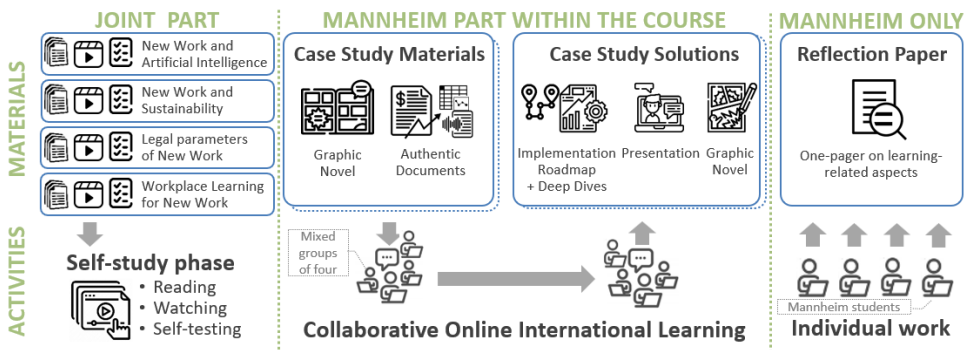 JOINT PART
MANNHEIM PART WITHIN THE COURSE
MANNHEIM ONLY
MATERIALS
New Work and
Artificial Intelligence
New Work and
Sustainability
Legal parameters
of New Work
Workplace Learning
for New Work
Case Study Materials
Graphic
Novel
Authentic
Documents
Case Study Solutions
Implementation
Roadmap
+ Deep Dives
Presentation
Graphic
Novel
Reflection Paper
One-pager on learning-
related aspects
ACTIVITIES
Self-study phase
• Reading
• Watching
• Self-testing
Mixed
groups
of four
Collaborative Online International Learning
Mannheim students
Individual work